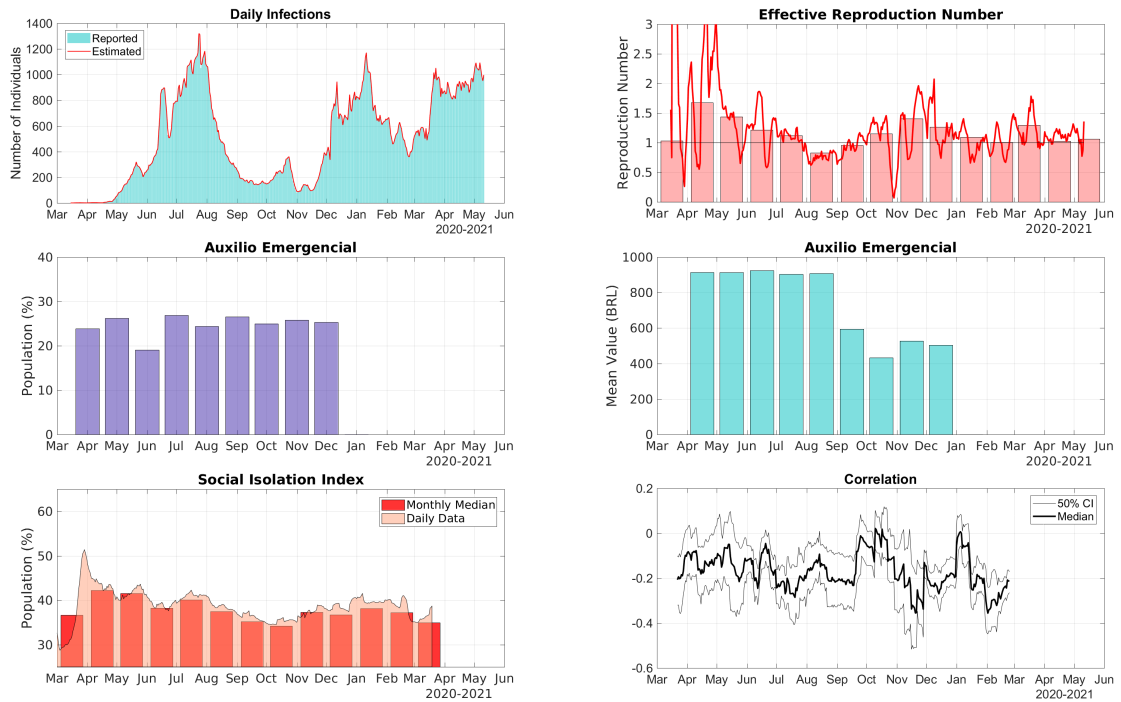 Daily Infections
1400
1200
1000
800
600
400
200
0
Number of Individuals
Reported
Estimated
Mar Apr May Jun Jul Aug Sep Oct Nov Dec Jan Feb Mar Apr May Jun
2020-2021
Effective Reproduction Number
3
2.5
2
1.5
1
0.5
0
Reproduction Number
Mar Apr May Jun Jul Aug Sep Oct Nov Dec Jan Feb Mar Apr May Jun
2020-2021
Auxilio Emergencial
40
30
20
10
0
Population (%)
Mar Apr May Jun Jul Aug Sep Oct Nov Dec Jan Feb Mar Apr May Jun
2020-2021
Auxilio Emergencial
1000
800
600
400
200
0
Mean Value (BRL)
Mar Apr May Jun Jul Aug Sep Oct Nov Dec Jan Feb Mar Apr May Jun
2020-2021
Social Isolation Index
60
50
40
30
Population (%)
Monthly Median
Daily Data
Mar Apr May Jun Jul Aug Sep Oct Nov Dec Jan Feb Mar Apr May Jun
2020-2021
Correlation
0.2
0
-0.2
-0.4
-0.6
50% CI
Median
Mar Apr May Jun Jul Aug Sep Oct Nov Dec Jan Feb Mar Apr May Jun
2020-2021